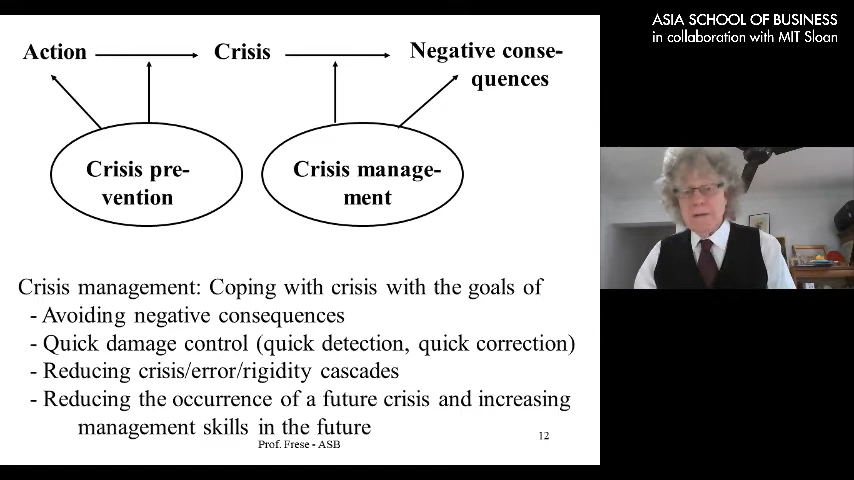 ASIA SCHOOL OF BUSINESS
in collaboration with MIT Sloan
Action
Crisis
Negative conse-
quences
Crisis pre-
vention
Crisis manage-
ment
Crisis management: Coping with crisis with the goals of
- Avoiding negative consequences
- Quick damage control (quick detection, quick correction)
- Reducing crisis/error/rigidity cascades
- Reducing the occurrence of a future crisis and increasing
management skills in the future
Prof. Frese - ASB
12